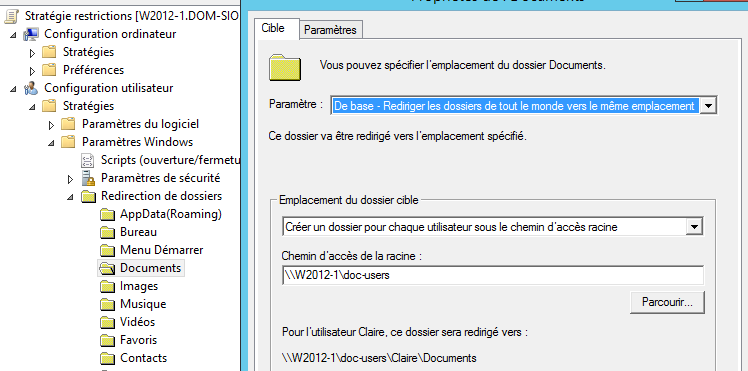 Stratégie restrictions [W2012-1.DOM-SIO
Configuration ordinateur
Stratégies
Préférences
Configuration utilisateur
Stratégies
Paramètres du logiciel
Paramètres Windows
Scripts (ouverture/fermetu
Paramètres de sécurité
Redirection de dossiers
AppData(Roaming)
Bureau
Menu Démarrer
Documents
Images
Musique
Vidéos
Favoris
Contacts
Cible
Paramètres
Vous pouvez spécifier l'emplacement du dossier Documents.
Paramètre : De base - Rediriger les dossiers de tout le monde vers le même emplacement
Ce dossier va être redirigé vers l'emplacement spécifié.
Emplacement du dossier cible
Créer un dossier pour chaque utilisateur sous le chemin d'accès racine
Chemin d'accès de la racine :
\\W2012-1\doc-users
Parcourir...
Pour l'utilisateur Claire, ce dossier sera redirigé vers :
\\W2012-1\doc-users\Claire\Documents